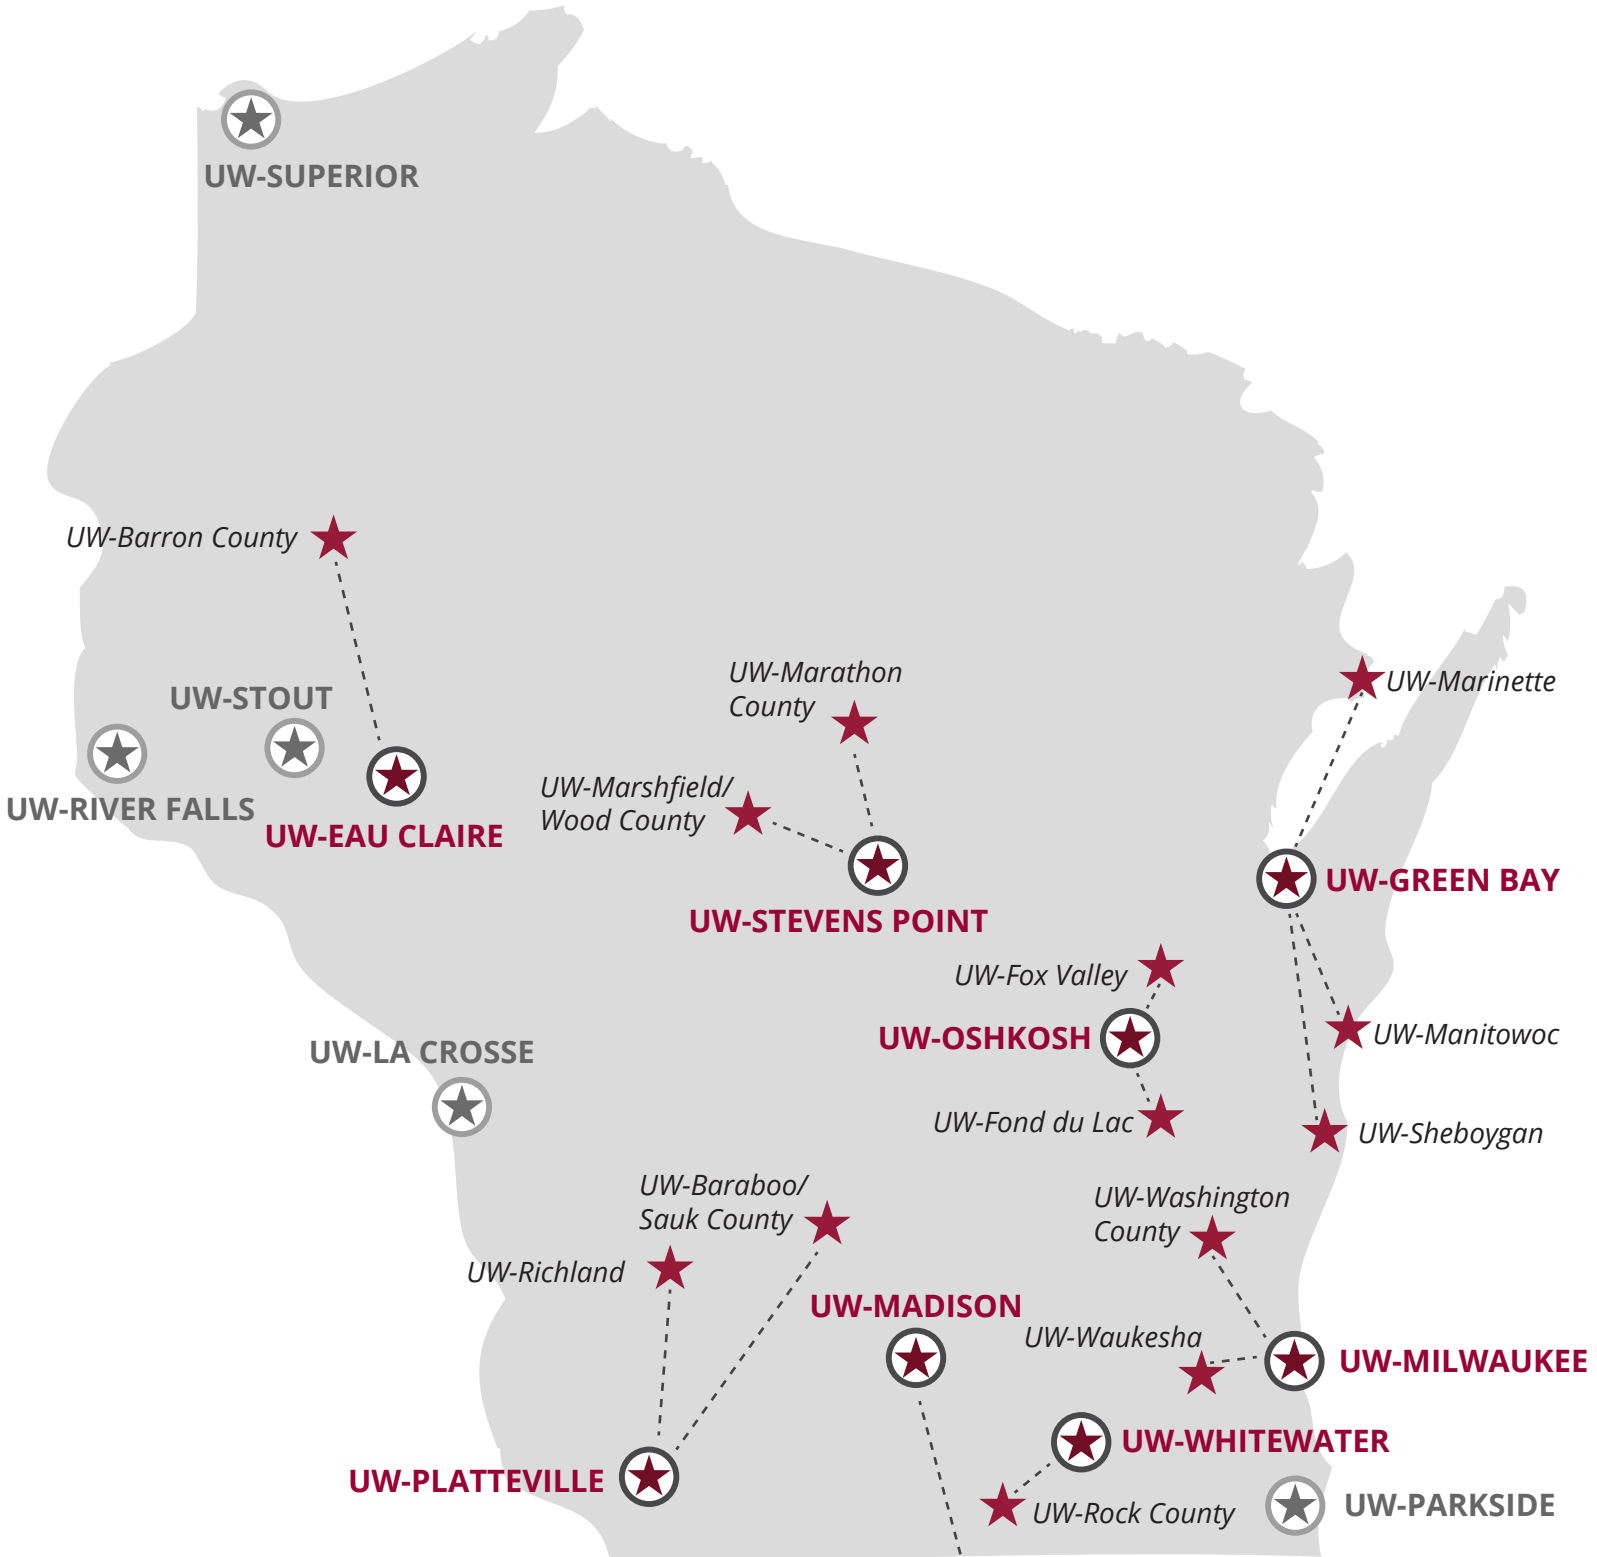 UW-SUPERIOR
UW-Barron County
UW-Marathon
County
UW-Marinette
UW-STOUT
UW-Marshfield/
Wood County
UW-RIVER FALLS
UW-EAU CLAIRE
UW-GREEN BAY
UW-STEVENS POINT
UW-Fox Valley
UW-OSHKOSH
UW-Manitowoc
UW-LA CROSSE
UW-Fond du Lac
UW-Sheboygan
UW-Baraboo/
Sauk County
UW-Washington
County
UW-Richland
UW-MADISON
UW-Waukesha
UW-MILWAUKEE
UW-WHITEWATER
UW-PLATTEVILLE
UW-PARKSIDE
UW-Rock County